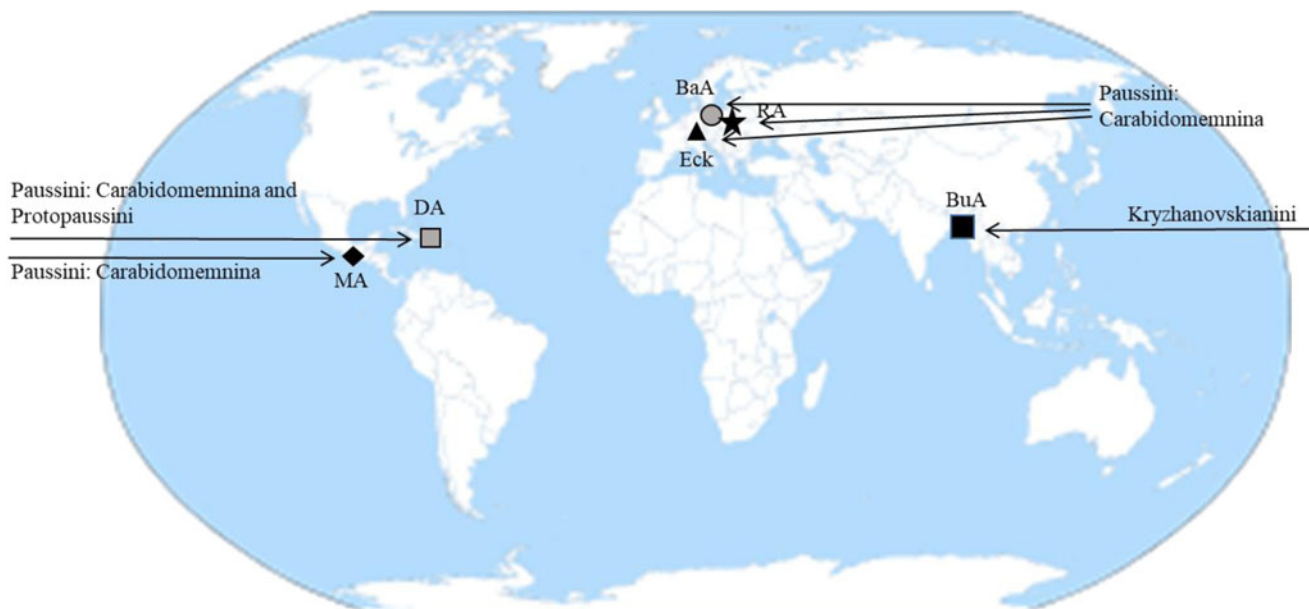 BaA
RA
Paussini:
Carabidomemnina
Eck
Paussini: Carabidomemnina and
Protopaussini
DA
BuA
Kryzhanovskianini
Paussini: Carabidomemnina
MA